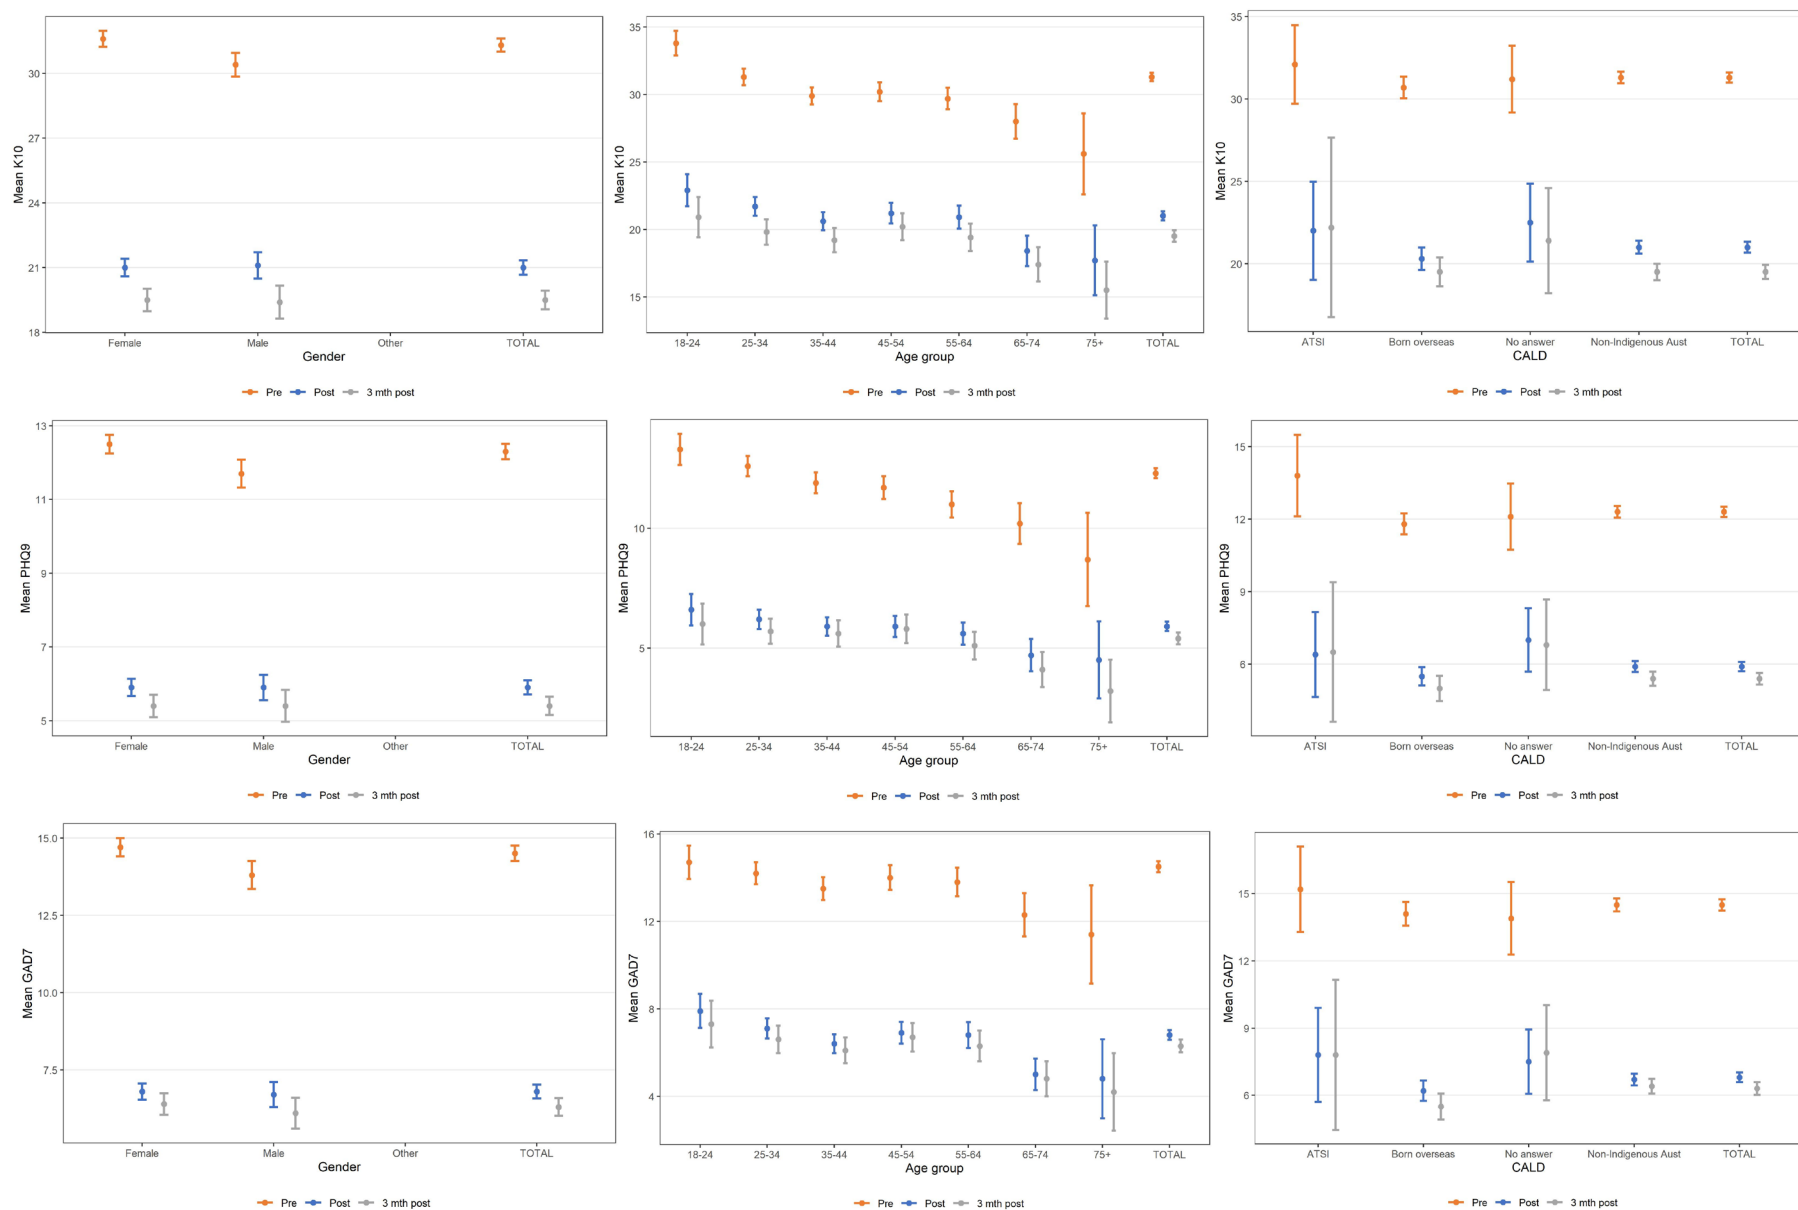 Mean K10
30
27
24
21
18
Female Male Other TOTAL
Gender
Pre Post 3 mth post
Mean K10
35
30
25
20
15
18-24 25-34 35-44 45-54 55-64 65-74 75+ TOTAL
Age group
Pre Post 3 mth post
Mean K10
35
30
25
20
ATSI Born overseas No answer Non-Indigenous Aust TOTAL
CALD
Pre Post 3 mth post
Mean PHQ9
13
11
9
7
5
Female Male Other TOTAL
Gender
Pre Post 3 mth post
Mean PHQ9
10
5
18-24 25-34 35-44 45-54 55-64 65-74 75+ TOTAL
Age group
Pre Post 3 mth post
Mean PHQ9
15
12
9
6
ATSI Born overseas No answer Non-Indigenous Aust TOTAL
CALD
Pre Post 3 mth post
Mean GAD7
15.0
12.5
10.0
7.5
Female Male Other TOTAL
Gender
Pre Post 3 mth post
Mean GAD7
16
12
8
4
18-24 25-34 35-44 45-54 55-64 65-74 75+ TOTAL
Age group
Pre Post 3 mth post
Mean GAD7
15
12
9
6
ATSI Born overseas No answer Non-Indigenous Aust TOTAL
CALD
Pre Post 3 mth post